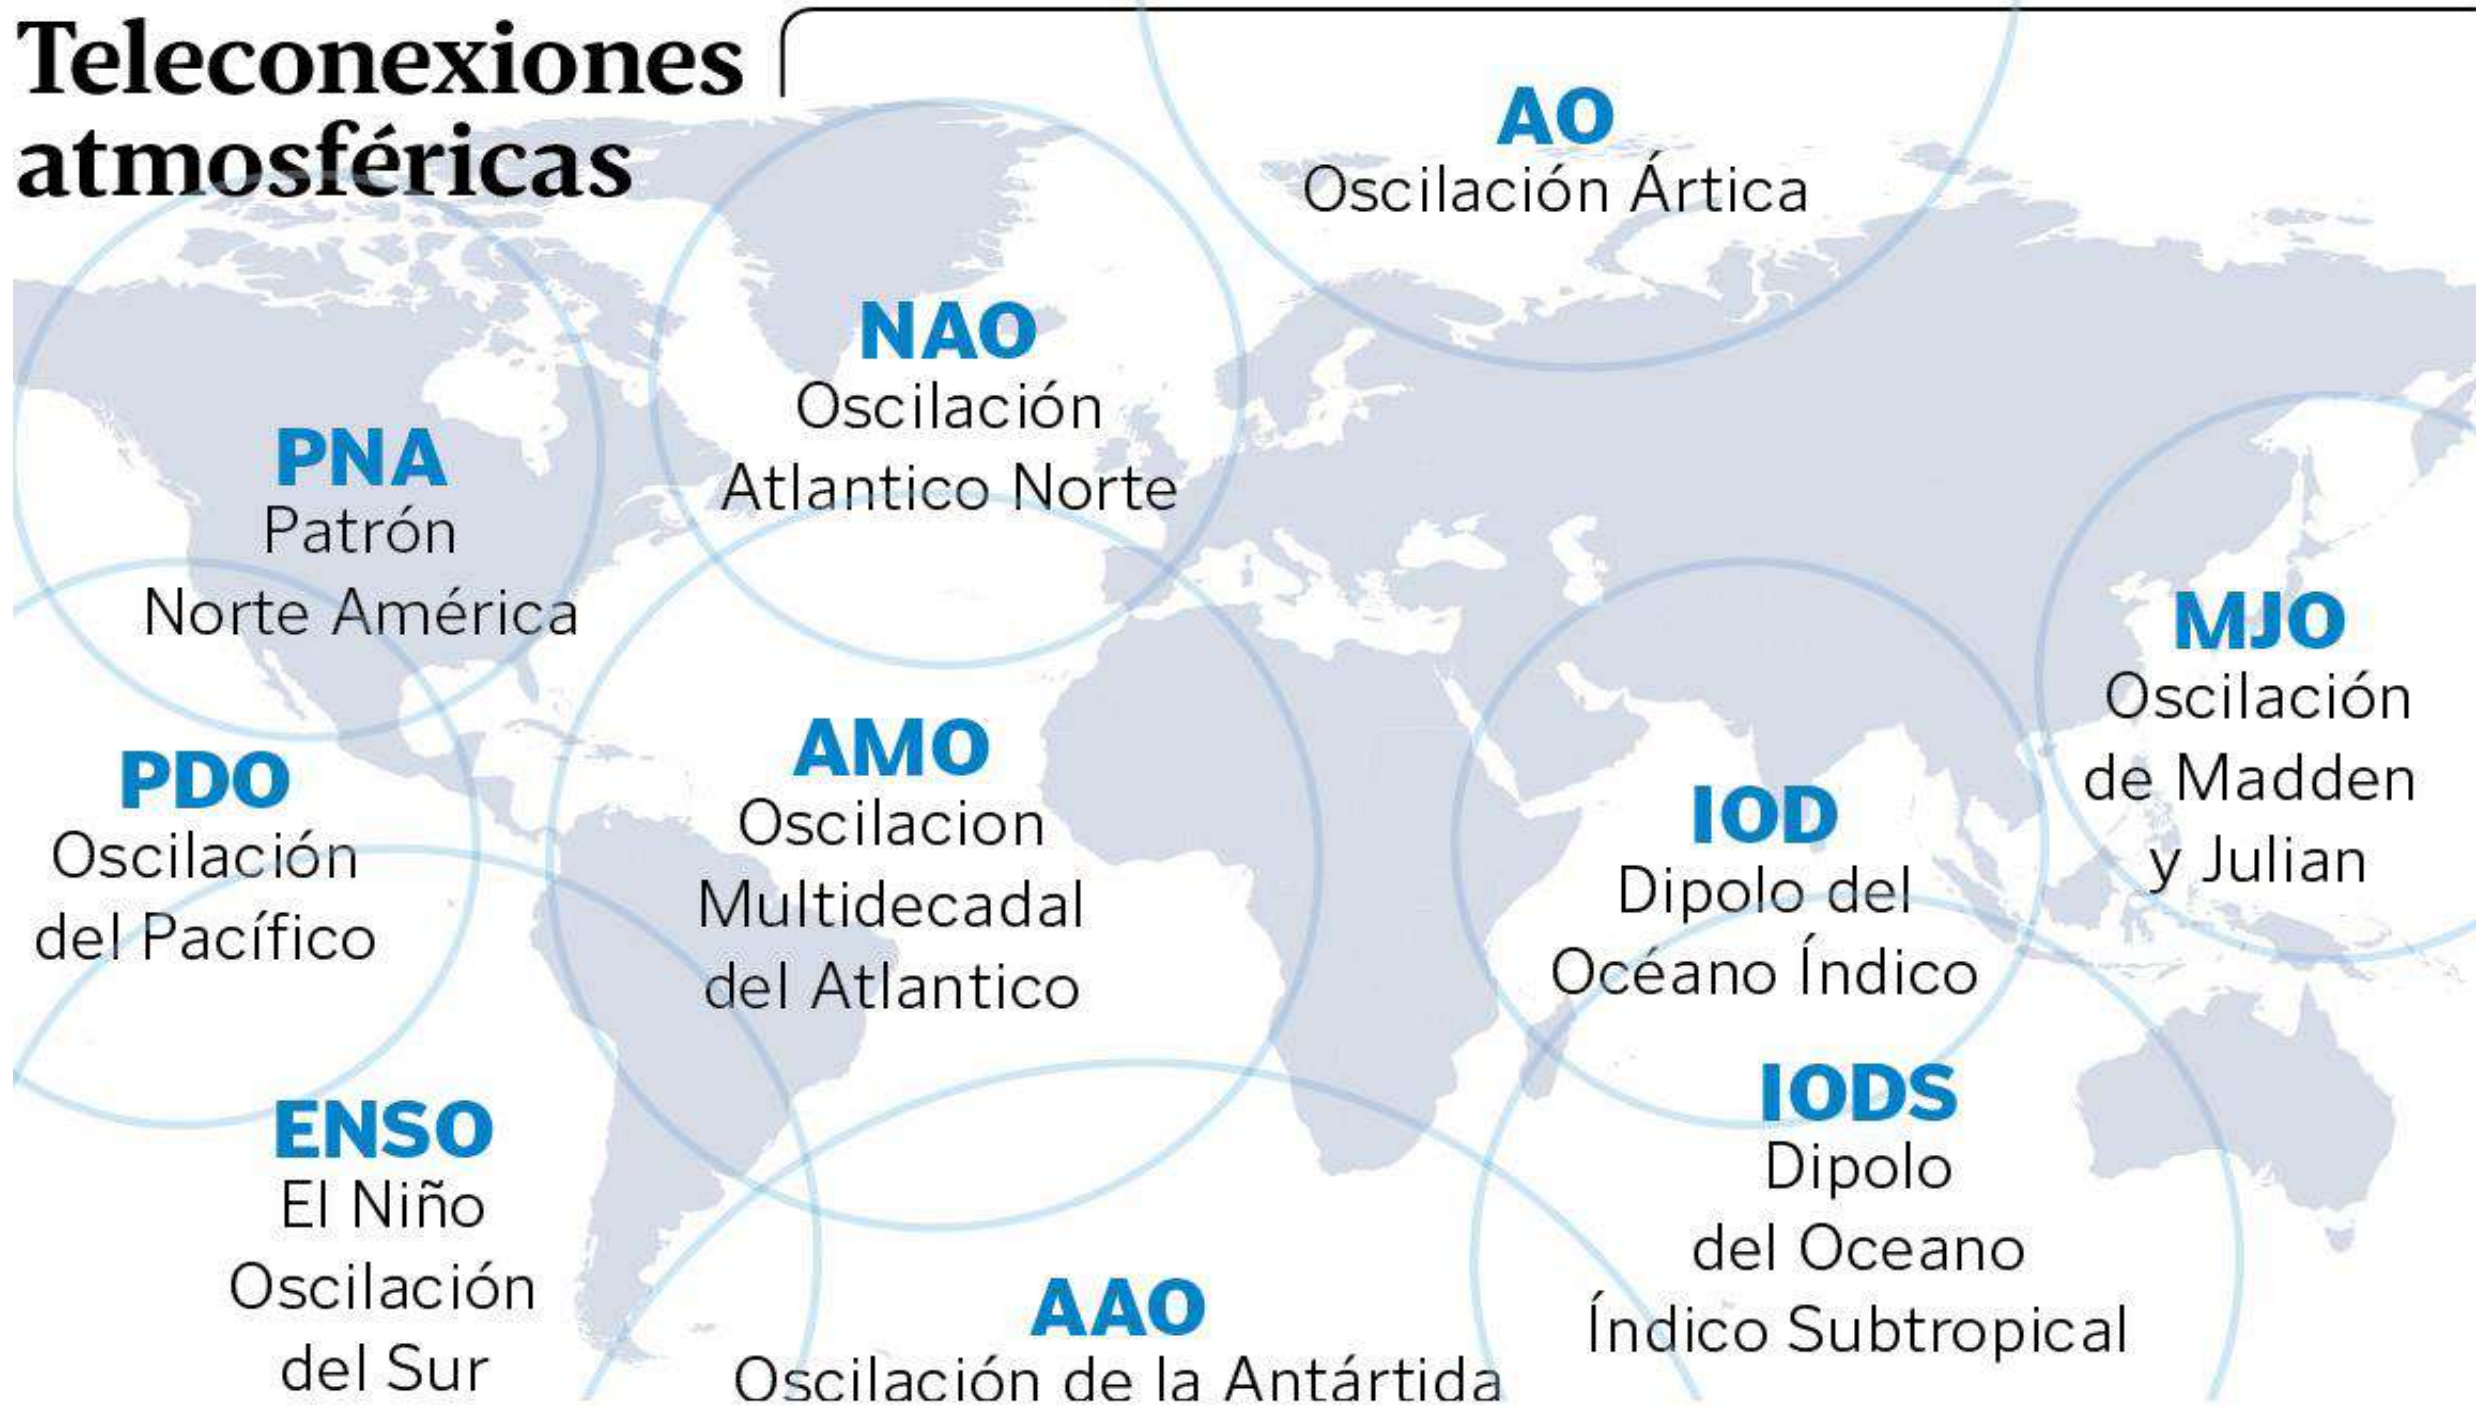 Teleconexiones
atmosféricas
AO
Oscilación Ártica
NAO
Oscilación
Atlantico Norte
PNA
Patrón
Norte América
MJO
Oscilación
de Madden
y Julian
PDO
Oscilación
del Pacífico
AMO
Oscilacion
Multidecadal
del Atlantico
IOD
Dipolo del
Océano Índico
IODS
Dipolo
del Oceano
Índico Subtropical
ENSO
El Niño
Oscilación
del Sur
AAO
Oscilación de la Antártida